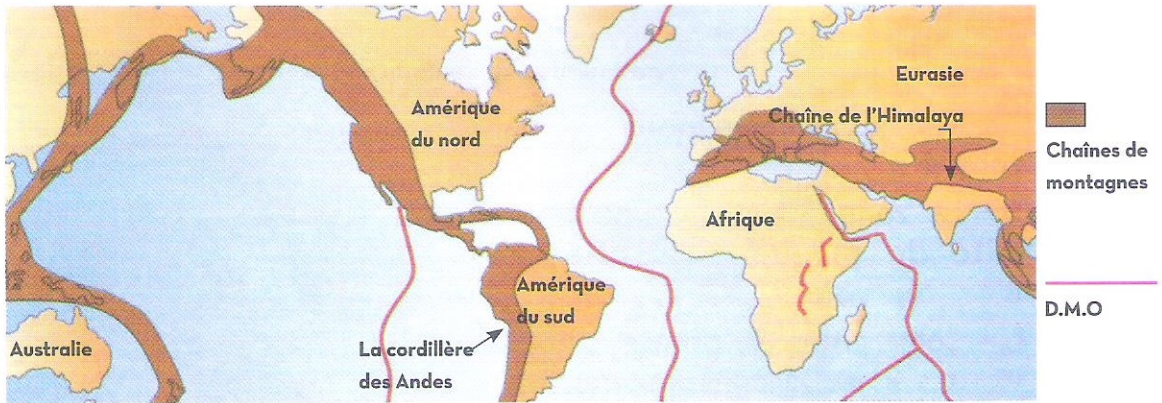 Eurasie
Amérique
du nord
Chaîne de l'Himalaya
Chaînes de
montagnes
Afrique
Amérique
du sud
D.M.O
Australie
La cordillère
des Andes